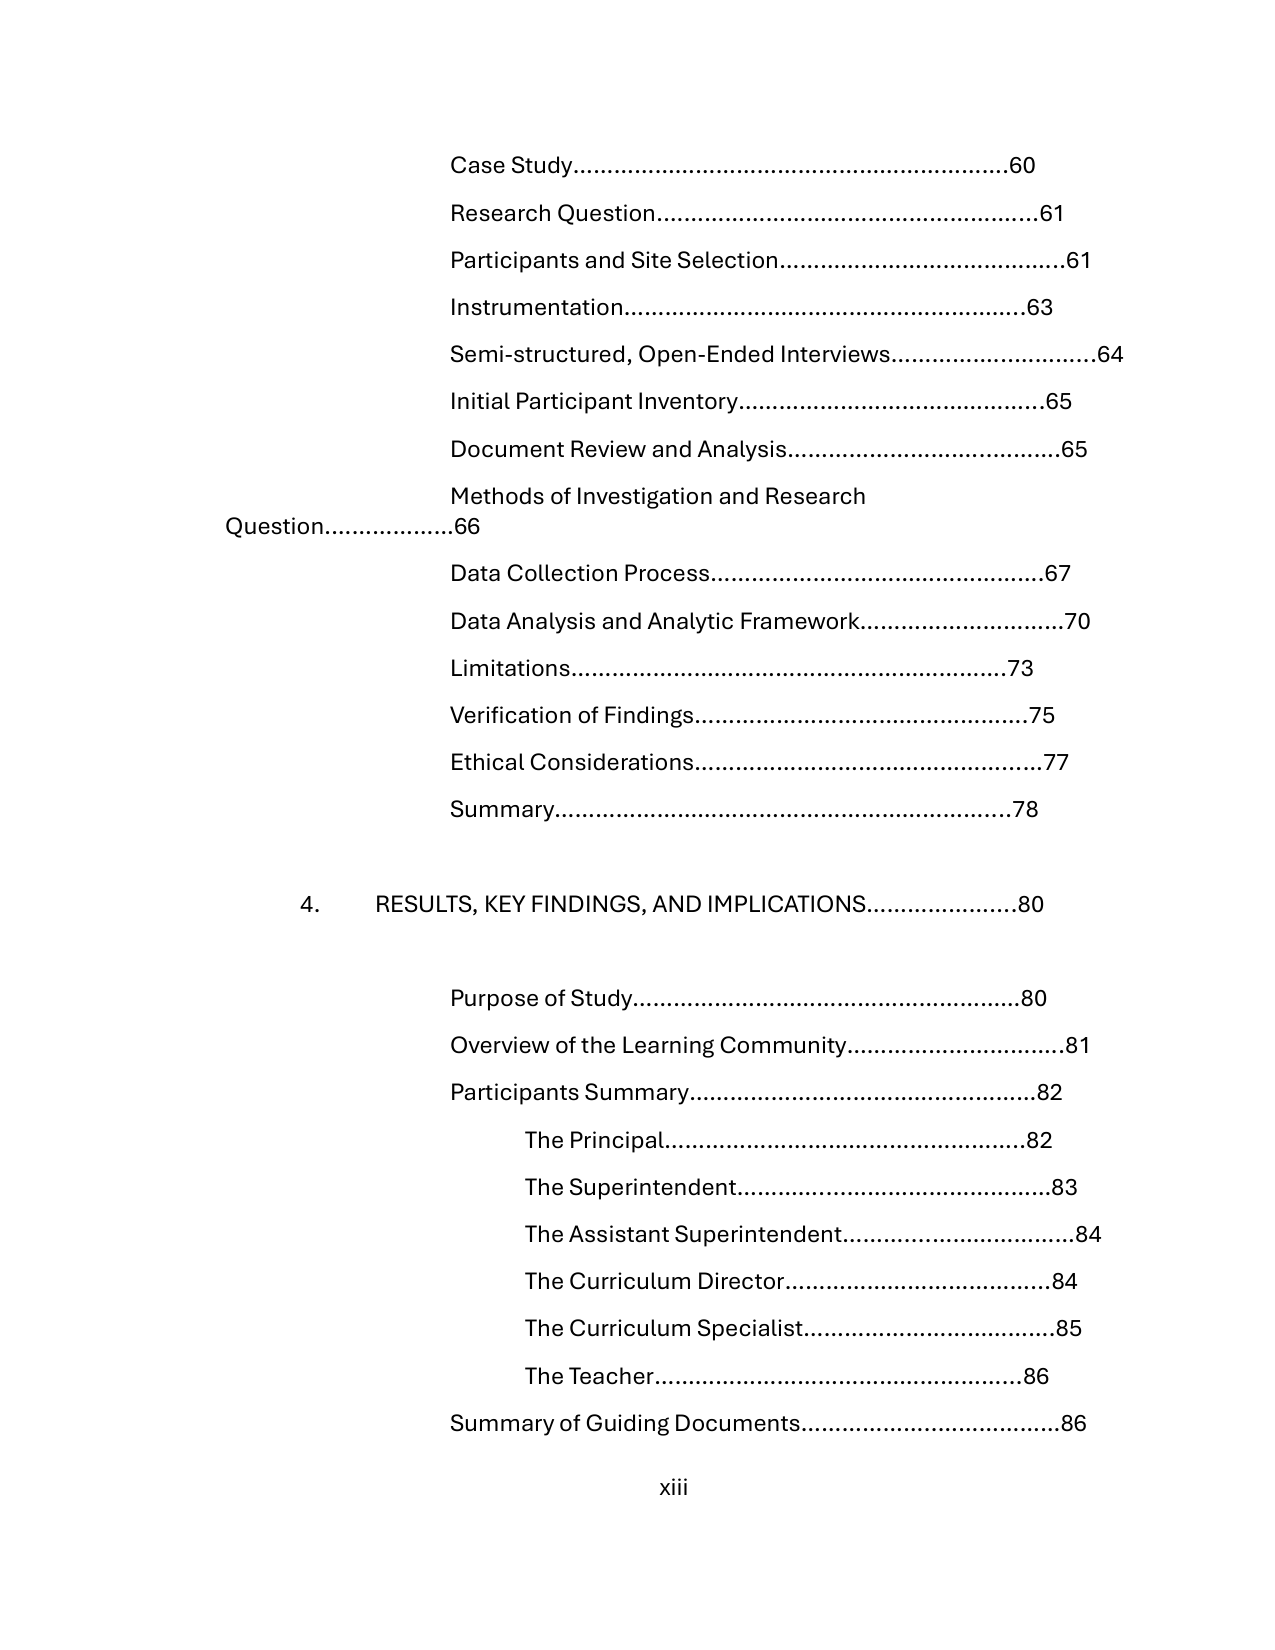 Case Study……………………………………………………….60
Research Question………………………………………………..61
Participants and Site Selection……………………………………61
Instrumentation…………………………………………………..63
Semi-structured, Open-Ended Interviews…………………………64
Initial Participant Inventory………………………………………65
Document Review and Analysis………………………………….65
Methods of Investigation and Research
Question……………….66
Data Collection Process………………………………………….67
Data Analysis and Analytic Framework…………………………70
Limitations……………………………………………………….73
Verification of Findings………………………………………….75
Ethical Considerations……………………………………………77
Summary………………………………………………………….78
4. RESULTS, KEY FINDINGS, AND IMPLICATIONS………………….80
Purpose of Study…………………………………………………80
Overview of the Learning Community…………………………..81
Participants Summary……………………………………………82
The Principal……………………………………………...82
The Superintendent……………………………………….83
The Assistant Superintendent…………………………….84
The Curriculum Director…………………………………84
The Curriculum Specialist……………………………….85
The Teacher………………………………………………86
Summary of Guiding Documents………………………………..86
xiii